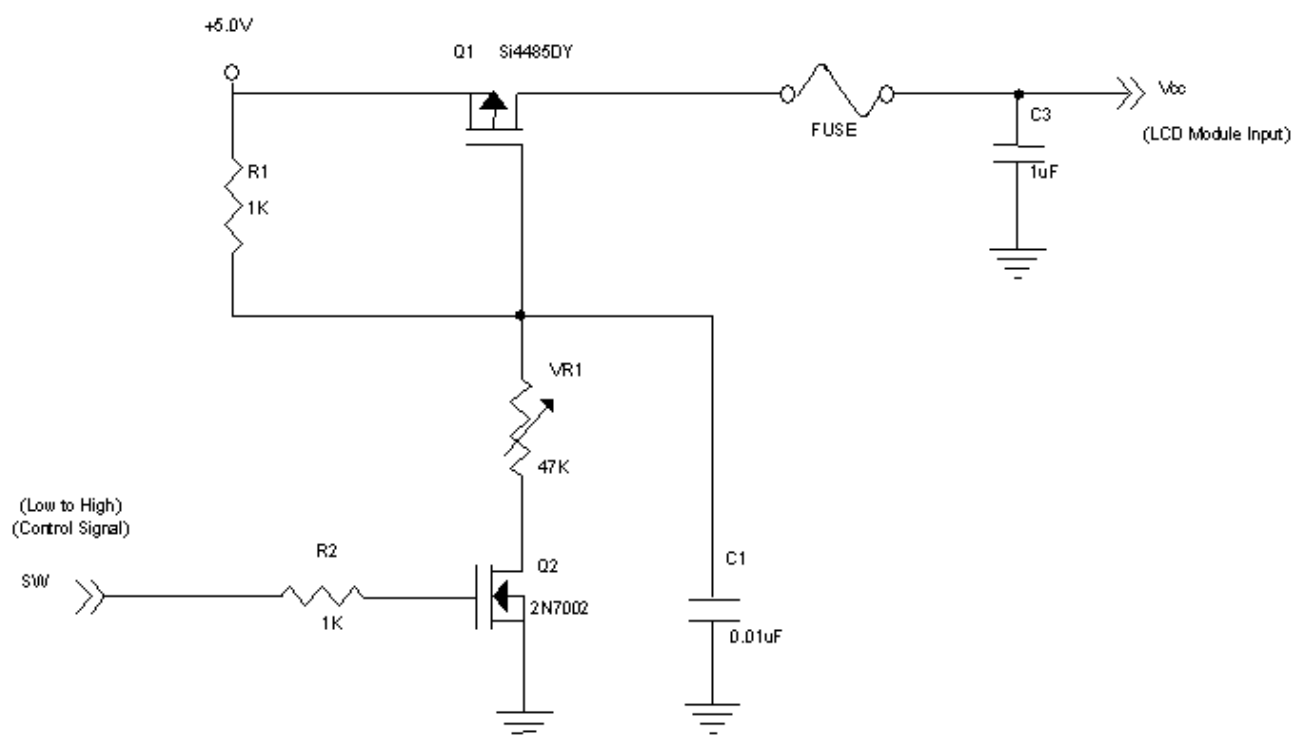 +5.0V
Q1 Si4485DY
FUSE
Vcc
(LCD Module Input)
C3
1uF
R1
1K
VR1
47K
(Low to High)
(Control Signal)
SW
R2
1K
Q2
2N7002
C1
0.01uF